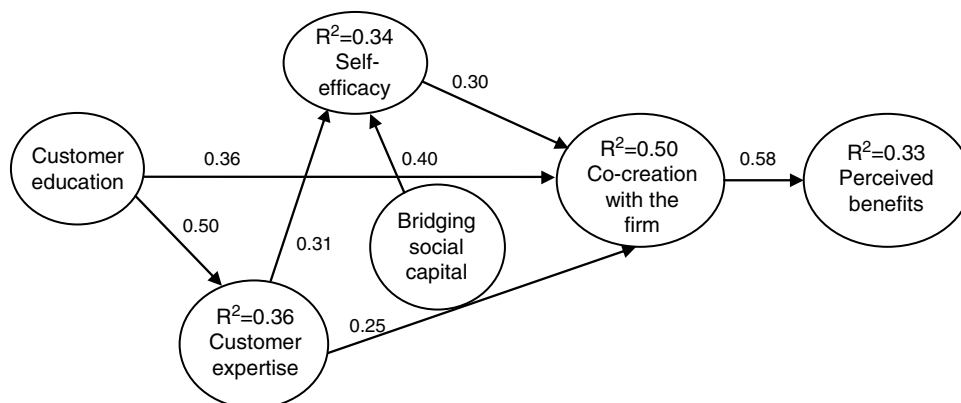 R²=0.34
Self-
efficacy
0.30
Customer
education
0.36
0.40
R²=0.50
Co-creation
with the
firm
0.58
R²=0.33
Perceived
benefits
0.50
0.31
Bridging
social
capital
R²=0.36
Customer
expertise
0.25